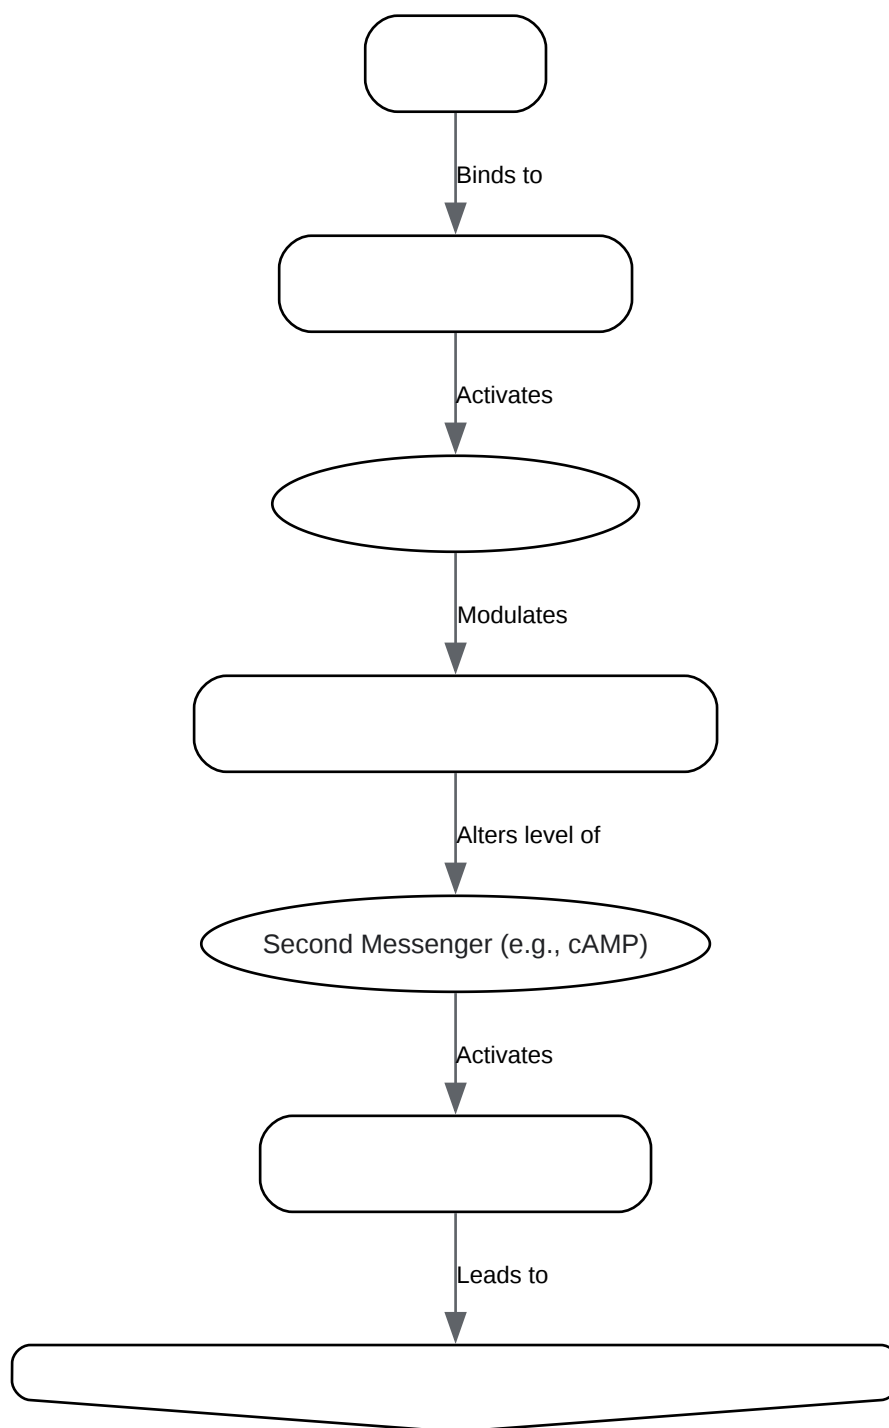 Binds to
Activates
Modulates
Alters level of
Second Messenger (e.g., cAMP)
Activates
Leads to